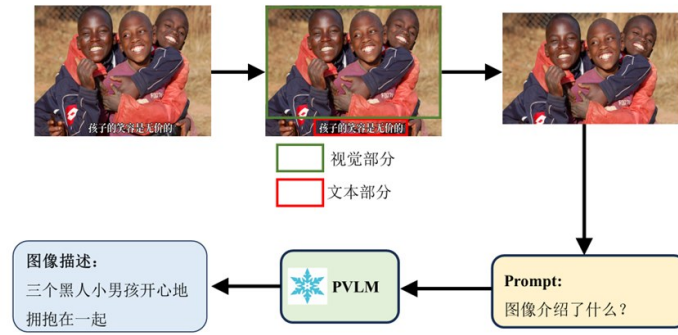 孩子的笑容是无价的
孩子的笑容是无价的
视觉部分
文本部分
图像描述：
三个黑人小男孩开心地
拥抱在一起
PVLM
Prompt:
图像介绍了什么？